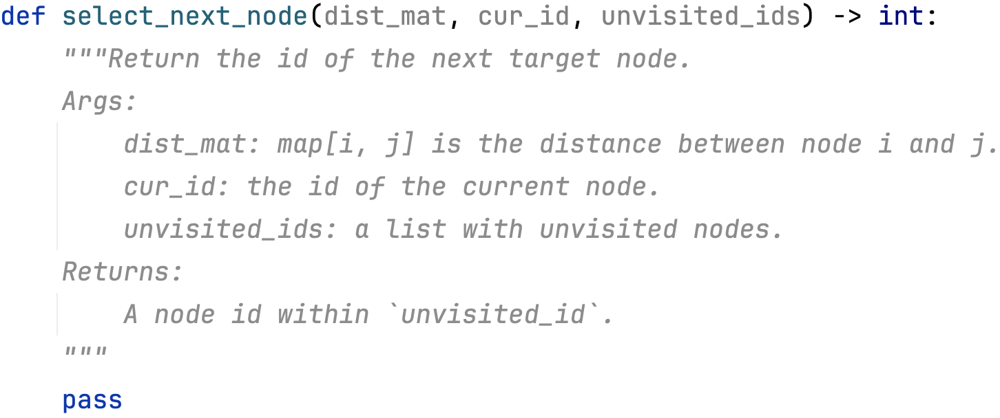 def select_next_node(dist_mat, cur_id, unvisited_ids) -> int:
    """Return the id of the next target node.
    Args:
        dist_mat: map[i, j] is the distance between node i and j.
        cur_id: the id of the current node.
        unvisited_ids: a list with unvisited nodes.
    Returns:
        A node id within `unvisited_id`.
    """
    pass